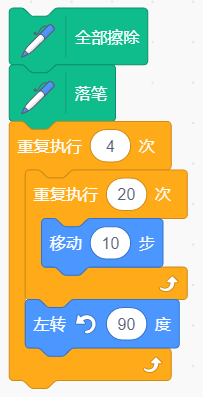 全部擦除
落笔
重复执行 4 次
重复执行 20 次
移动 10 步
左转 90 度